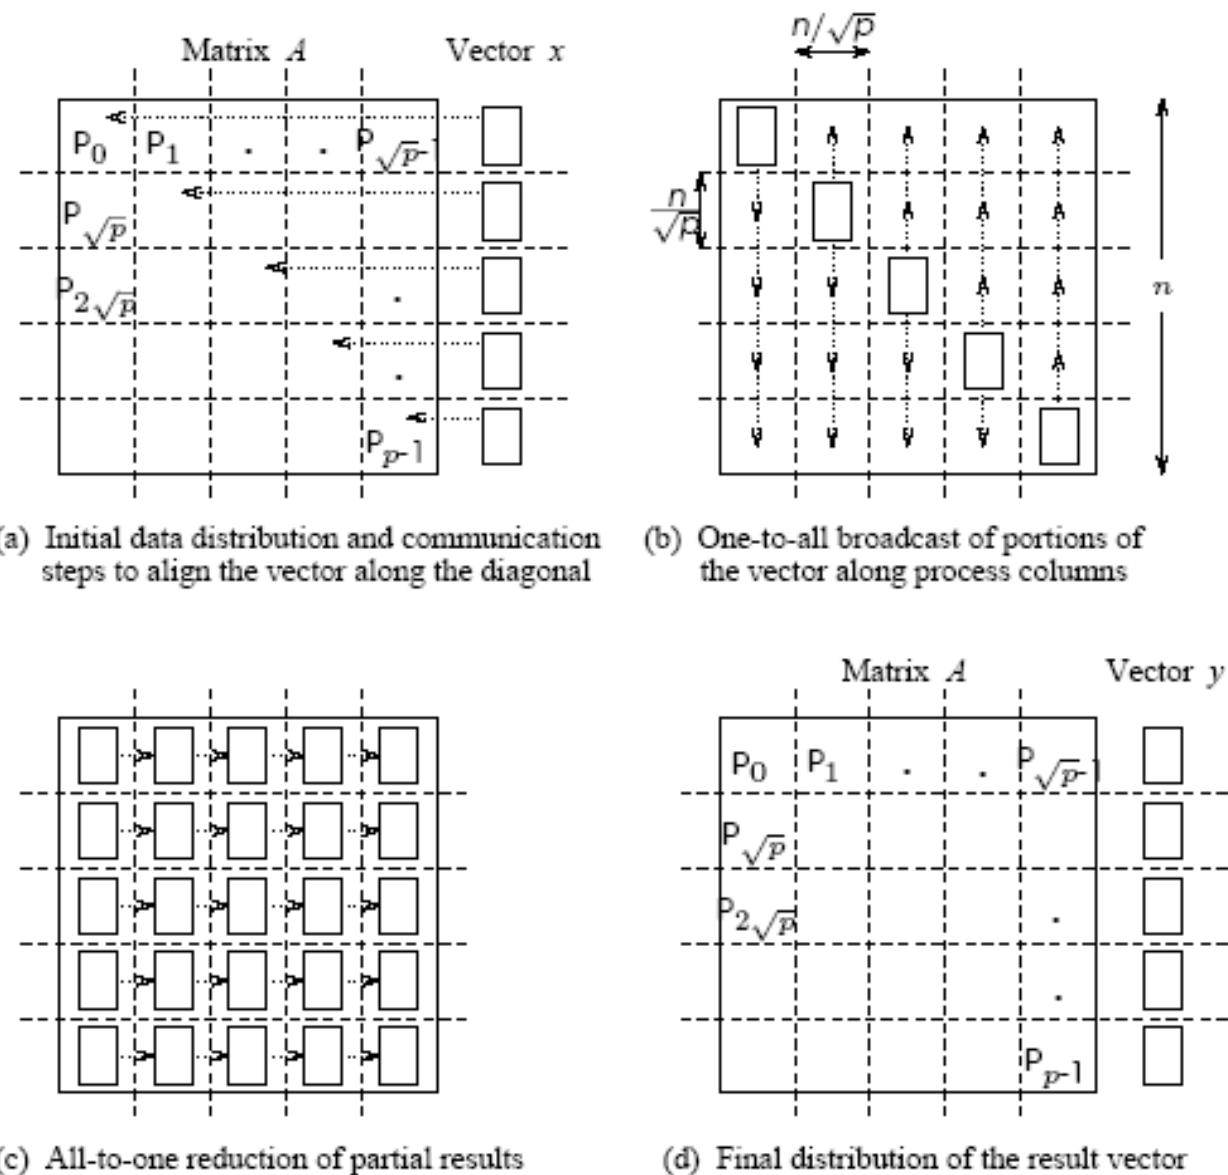 n/√p
Matrix A Vector x
P₀ P₁ . . P√p-1
P√p
P2√p
.
.
Pp-1
n/√p
n
(a) Initial data distribution and communication
steps to align the vector along the diagonal
(b) One-to-all broadcast of portions of
the vector along process columns
Matrix A Vector y
P₀ P₁ . . P√p-1
P√p
P2√p
.
.
Pp-1
(c) All-to-one reduction of partial results
(d) Final distribution of the result vector